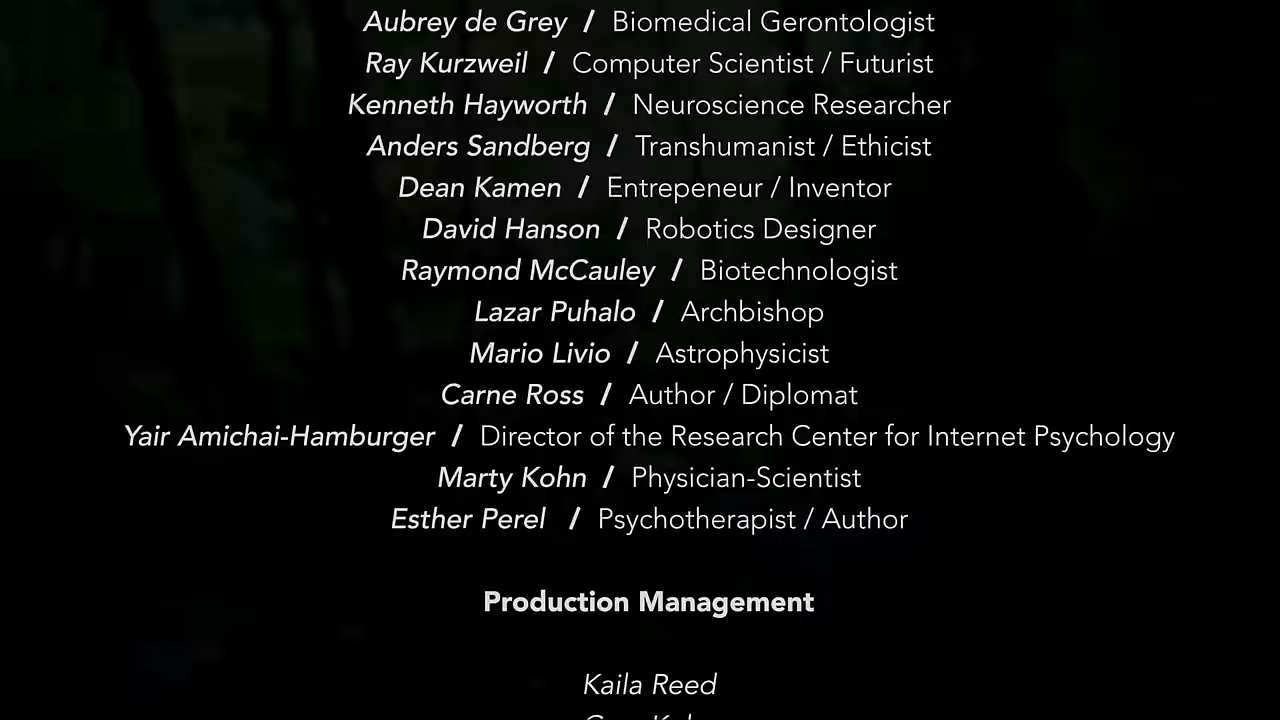 Aubrey de Grey / Biomedical Gerontologist
Ray Kurzweil / Computer Scientist / Futurist
Kenneth Hayworth / Neuroscience Researcher
Anders Sandberg / Transhumanist / Ethicist
Dean Kamen / Entrepeneur / Inventor
David Hanson / Robotics Designer
Raymond McCauley / Biotechnologist
Lazar Puhalo / Archbishop
Mario Livio / Astrophysicist
Carne Ross / Author / Diplomat
Yair Amichai-Hamburger / Director of the Research Center for Internet Psychology
Marty Kohn / Physician-Scientist
Esther Perel / Psychotherapist / Author
Production Management
Kaila Reed